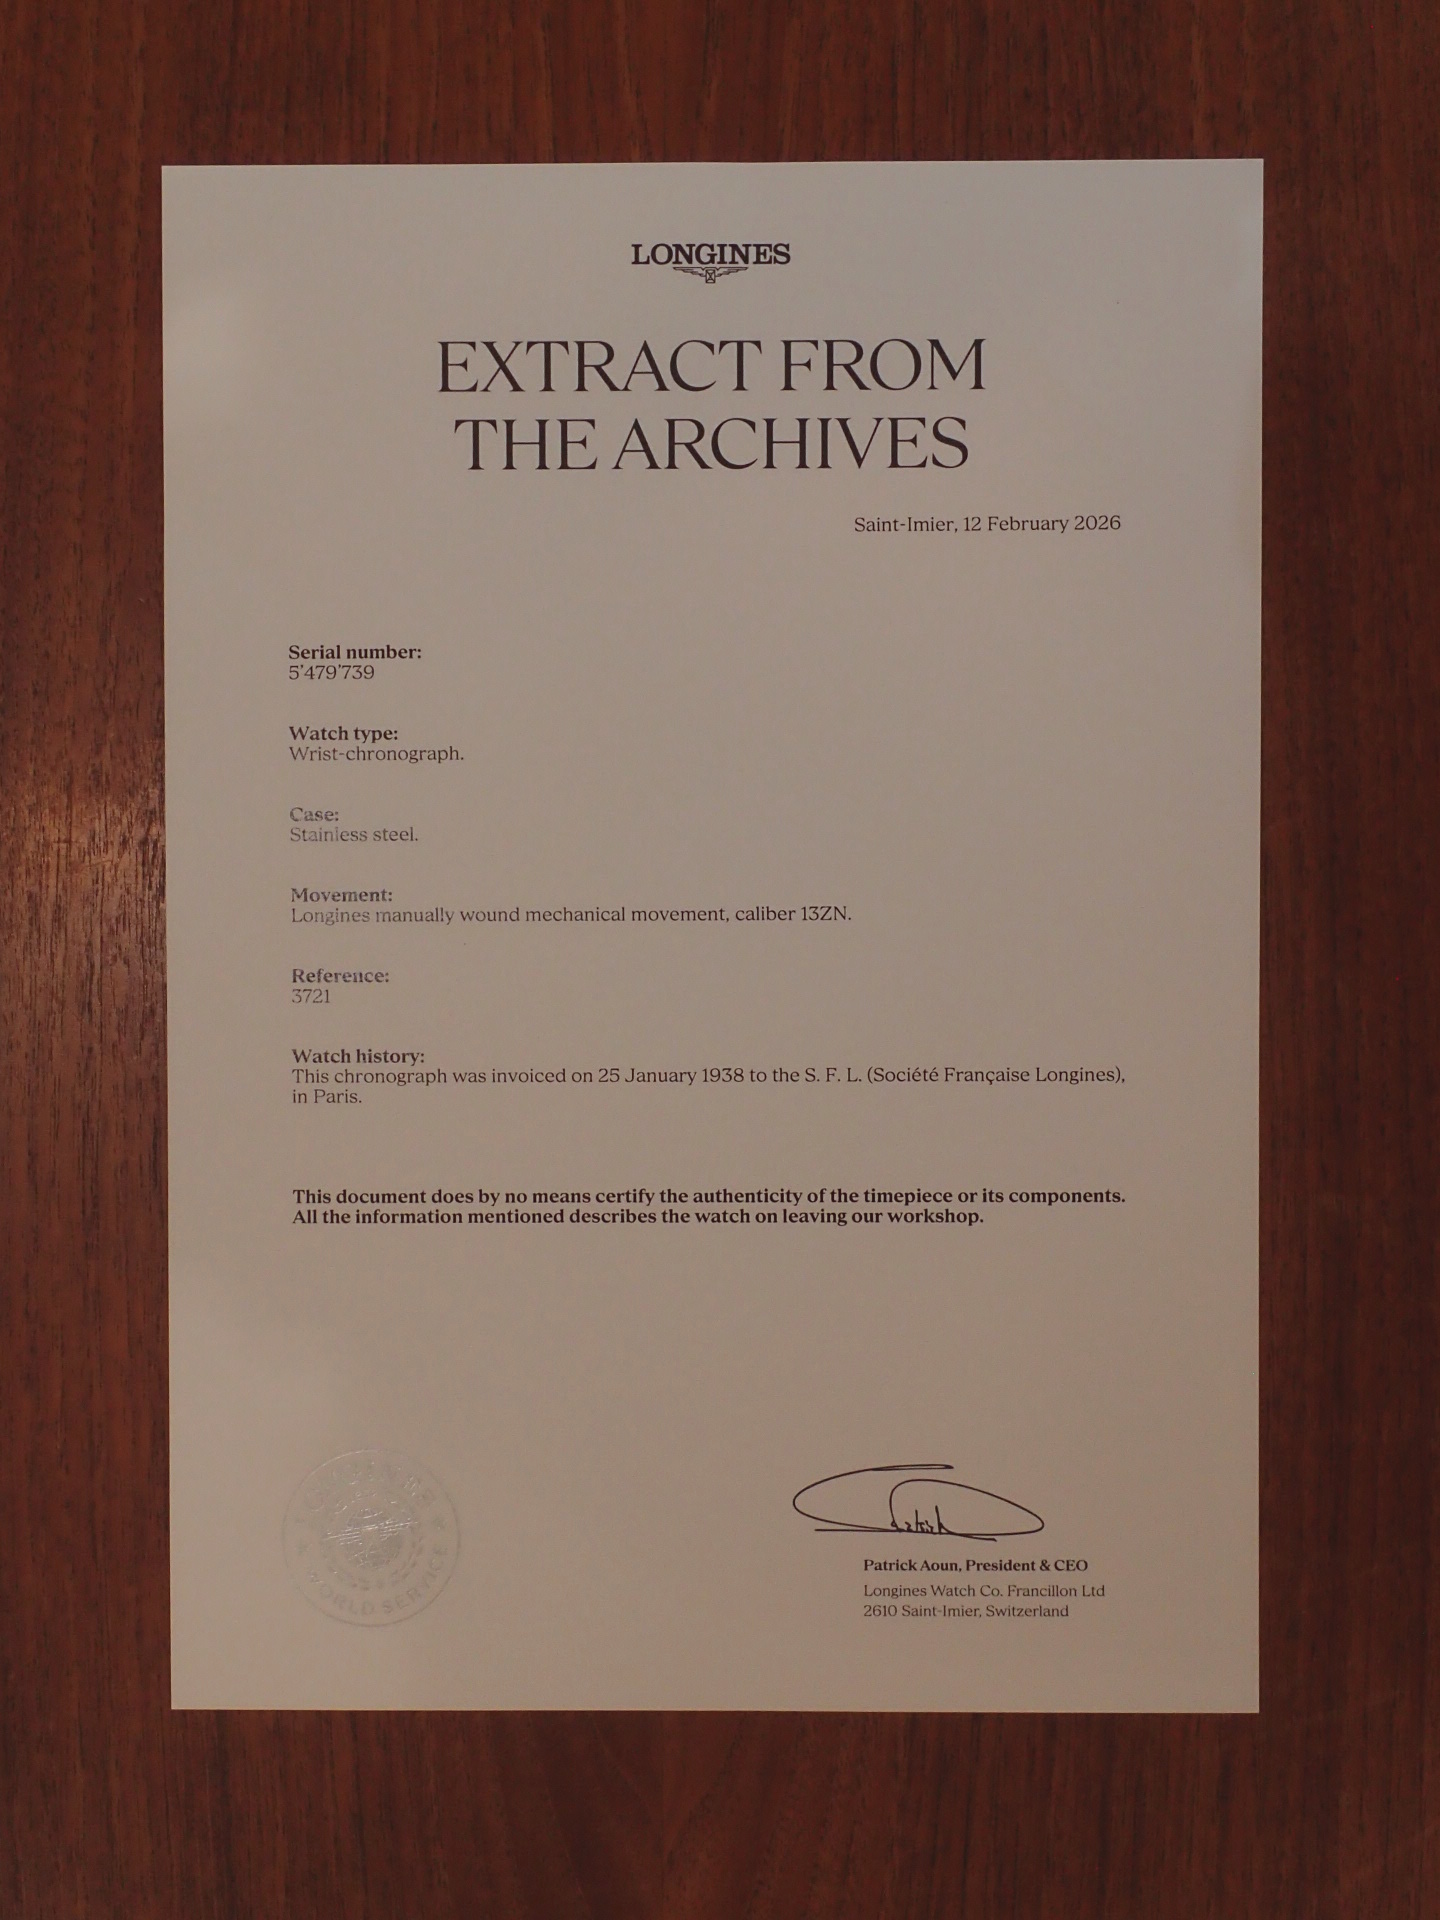 LONGINES
EXTRACT FROM
THE ARCHIVES
Saint-Imier, 12 February 2026
Serial number:
5'479'739
Watch type:
Wrist-chronograph.
Case:
Stainless steel.
Movement:
Longines manually wound mechanical movement, caliber 13ZN.
Reference:
3721
Watch history:
This chronograph was invoiced on 25 January 1938 to the S. F. L. (Société Française Longines),
in Paris.
This document does by no means certify the authenticity of the timepiece or its components.
All the information mentioned describes the watch on leaving our workshop.
LONGINES
WORLD SERVICE
Patrick Aoun, President & CEO
Longines Watch Co. Francillon Ltd
2610 Saint-Imier, Switzerland